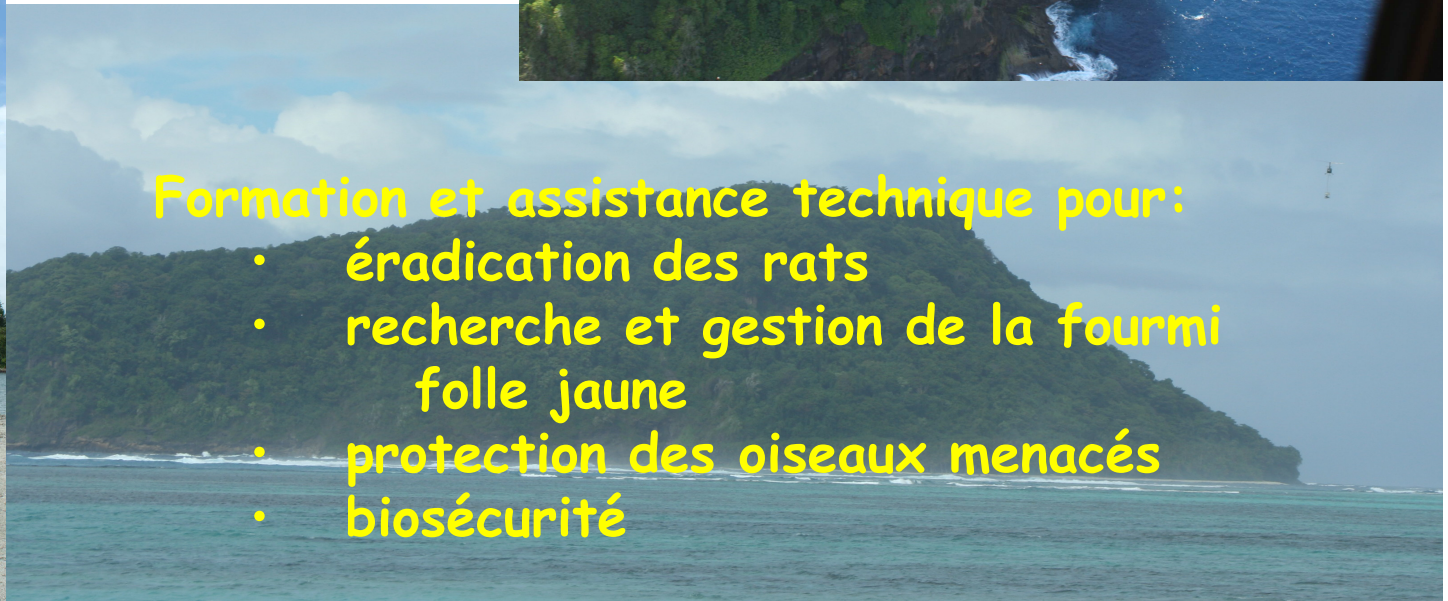 Formation et assistance technique pour:
• éradication des rats
• recherche et gestion de la fourmi
folle jaune
• protection des oiseaux menacés
• biosécurité